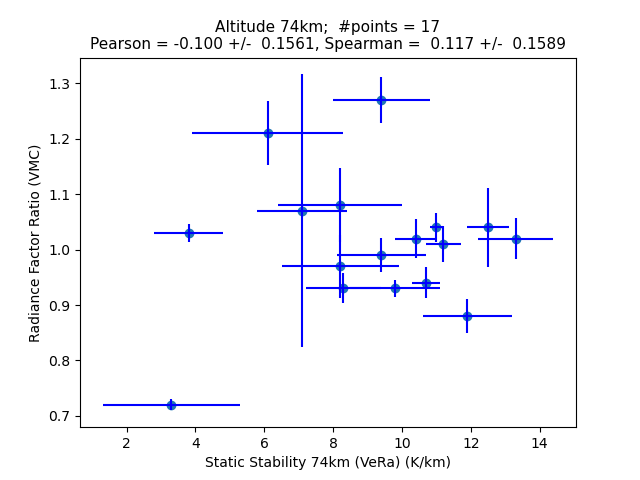 Altitude 74km;  #points = 17
Pearson = -0.100 +/-  0.1561, Spearman =  0.117 +/-  0.1589
Radiance Factor Ratio (VMC)
1.3
1.2
1.1
1.0
0.9
0.8
0.7
2 4 6 8 10 12 14
Static Stability 74km (VeRa) (K/km)